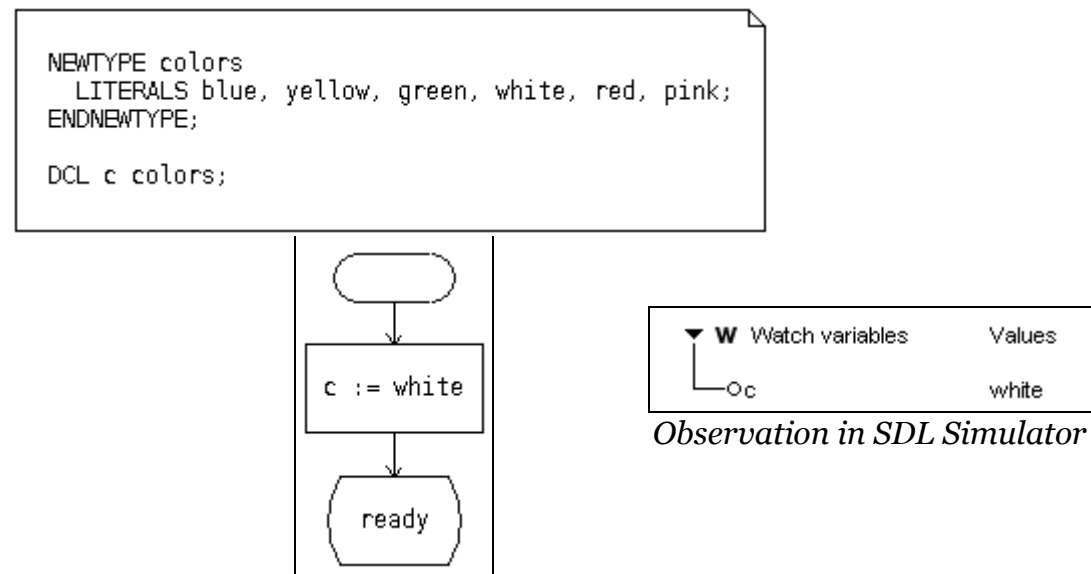 NEWTYPE colors
LITERALS blue, yellow, green, white, red, pink;
ENDNEWTYPE;
DCL c colors;
c := white
ready
W Watch variables Values
c white
Observation in SDL Simulator